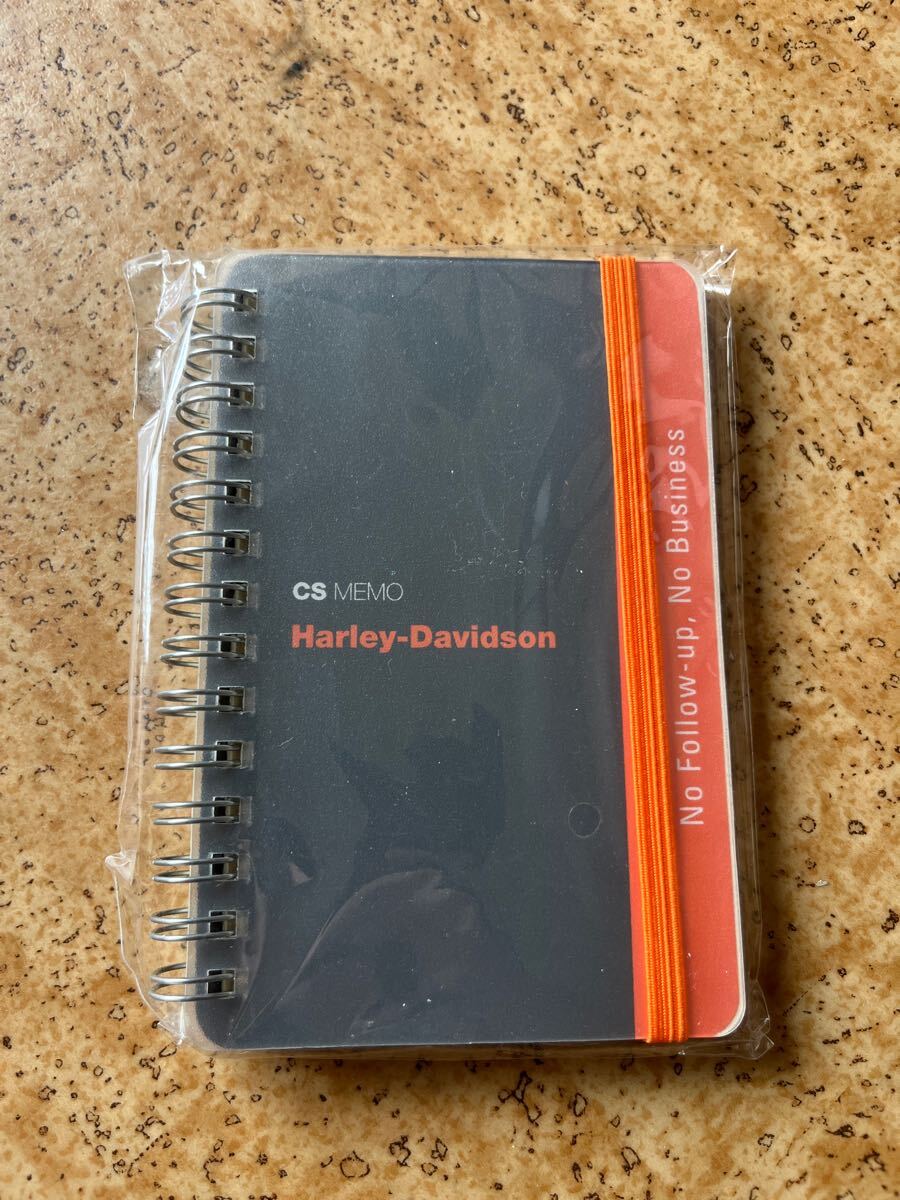 CS MEMO
Harley-Davidson
No Follow-up, No Business